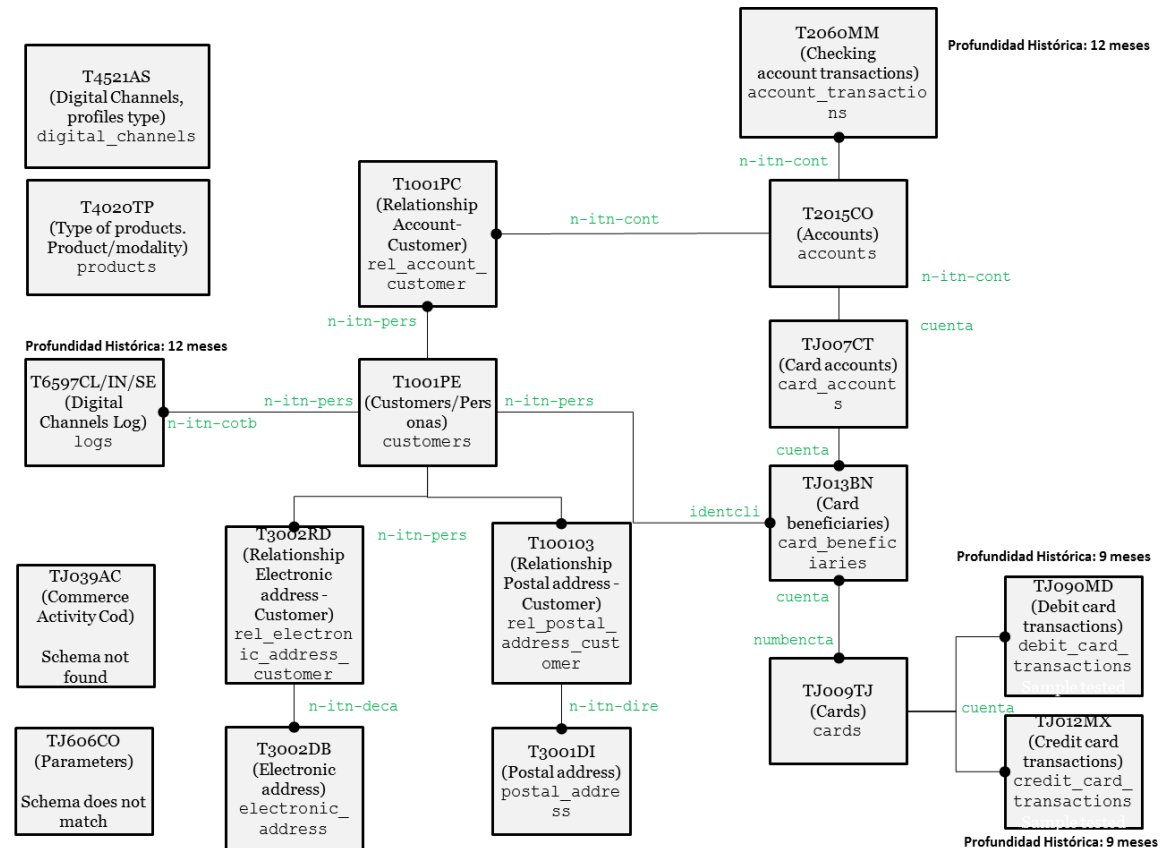 T4521AS
(Digital Channels,
profiles type)
digital_channels
T4020TP
(Type of products.
Product/modality)
products
Profundidad Histórica: 12 meses
T6597CL/IN/SE
(Digital
Channels Log)
logs
n-itn-pers
n-itn-cotb
TJ039AC
(Commerce
Activity Cod)
Schema not
found
TJ606CO
(Parameters)
Schema does not
match
T1001PC
(Relationship
Account-
Customer)
rel_account_
customer
n-itn-cont
n-itn-pers
T1001PE
(Customers/Pers
onas)
customers
n-itn-pers
T3002RD
(Relationship
Electronic
address -
Customer)
rel_electron
ic_address_
customer
n-itn-pers
n-itn-deca
T3002DB
(Electronic
address)
electronic_
address
T100103
(Relationship
Postal address -
Customer)
rel_postal_
address_cust
omer
n-itn-dire
T3001DI
(Postal address)
postal_addre
ss
T2060MM
(Checking
account transactions)
account_transactio
ns
Profundidad Histórica: 12 meses
n-itn-cont
T2015CO
(Accounts)
accounts
n-itn-cont
cuenta
TJ007CT
(Card accounts)
card_account
s
cuenta
TJ013BN
(Card
beneficiaries)
card_benefic
iaries
identcli
cuenta
numbencta
TJ009TJ
(Cards)
cards
cuenta
Profundidad Histórica: 9 meses
TJ090MD
(Debit card
transactions)
debit_card_
transactions
Sample tested
TJ012MX
(Credit card
transactions)
credit_card_
transactions
Sample tested
Profundidad Histórica: 9 meses